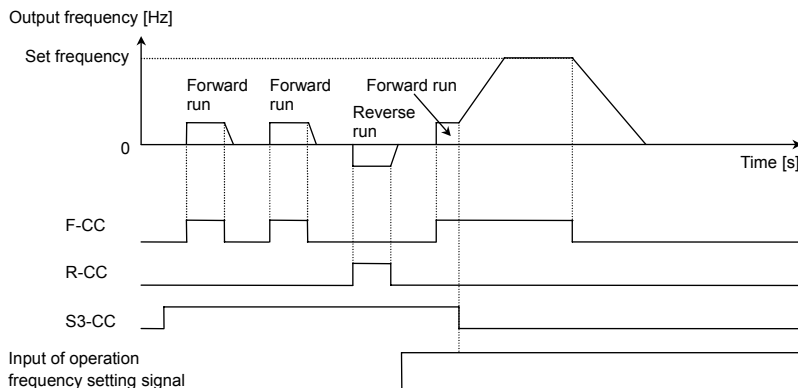 Output frequency [Hz]
Set frequency
Forward
run
Forward
run
Forward run
Reverse
run
0
Time [s]
F-CC
R-CC
S3-CC
Input of operation
frequency setting signal